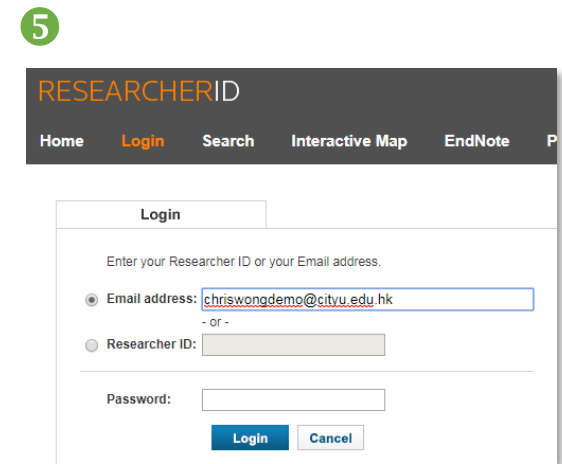 5
RESEARCHERID
Home Login Search Interactive Map EndNote P
Login
Enter your Researcher ID or your Email address.
Email address: chriswongdemo@cityu.edu.hk
- or -
Researcher ID:
Password:
Login Cancel